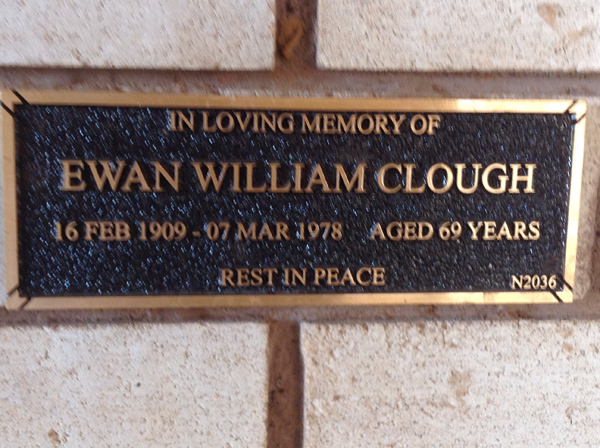 IN LOVING MEMORY OF
EWAN WILLIAM CLOUGH
16 FEB 1909 - 07 MAR 1978 AGED 69 YEARS
REST IN PEACE
N2036